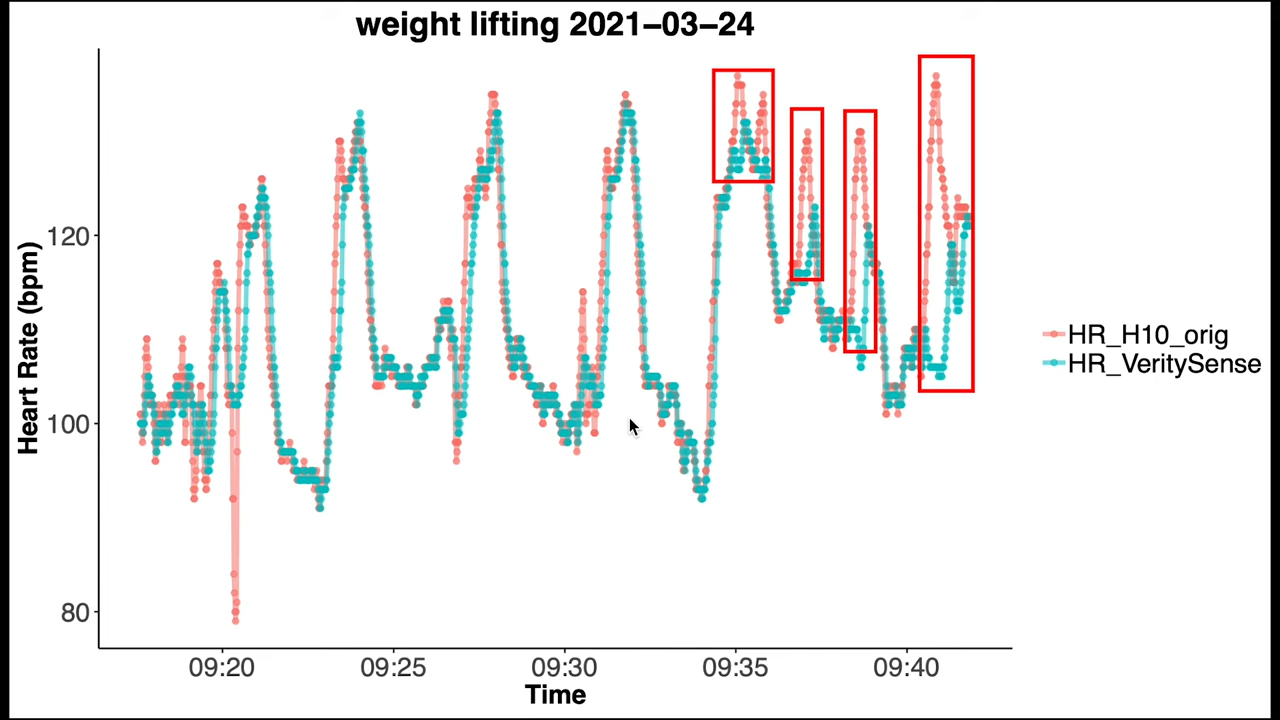 weight lifting 2021–03–24
Heart Rate (bpm)
120
100
80
09:20
09:25
09:30
09:35
09:40
Time
HR_H10_orig
HR_VeritySense